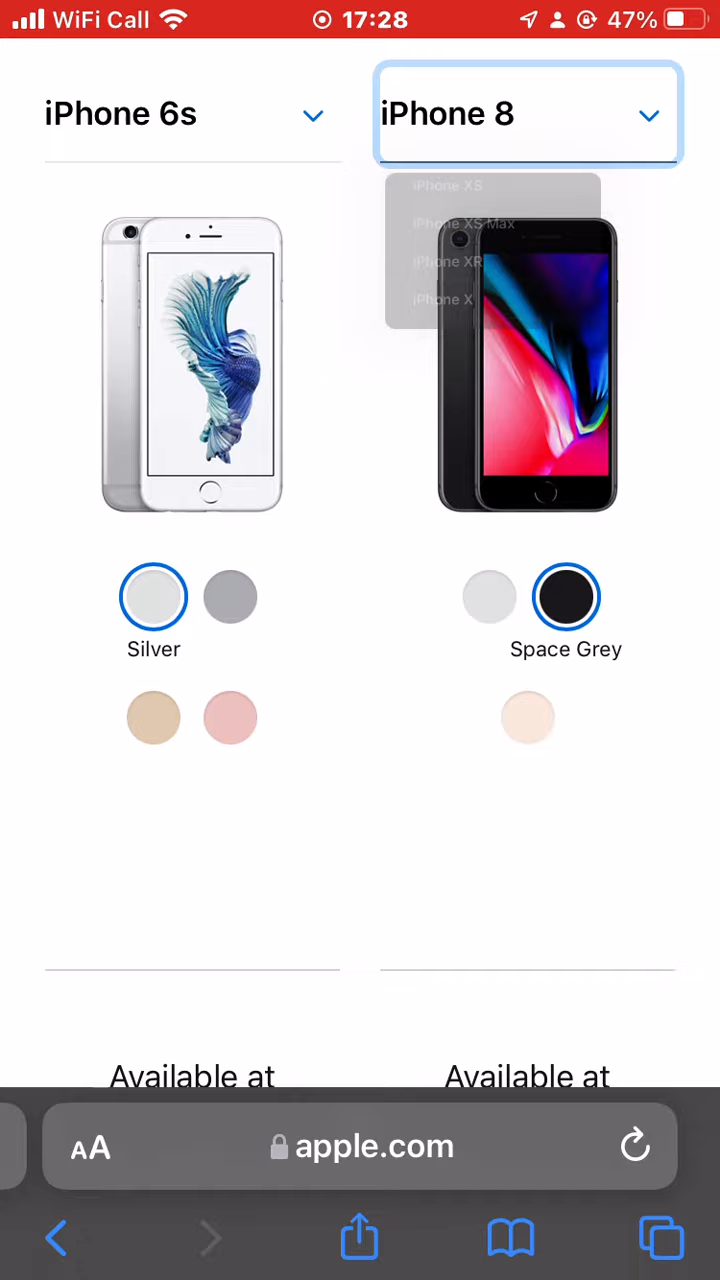 WiFi Call 17:28 47%
iPhone 6s iPhone 8
iPhone XS
iPhone XS Max
iPhone XR
iPhone X
Silver Space Grey
Available at Available at
AA apple.com